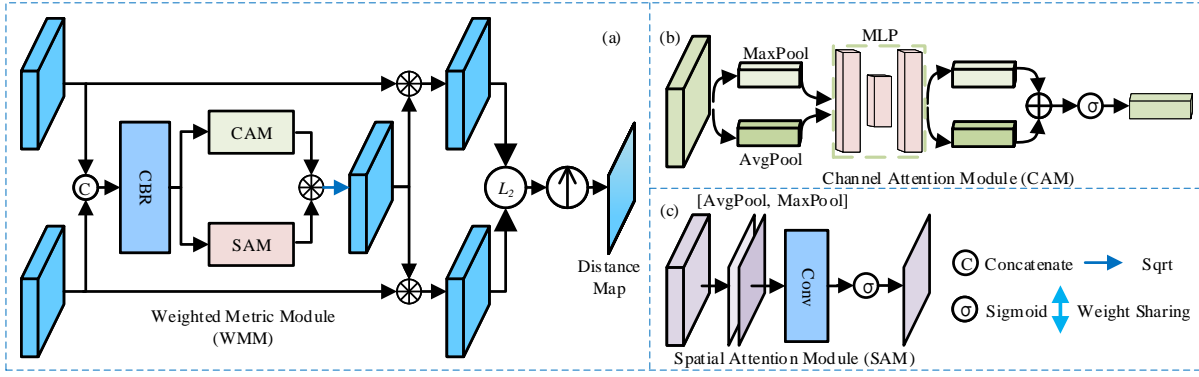 (a)
CAM
C
CBR
SAM
L2
Distance
Map
Weighted Metric Module
(WMM)
(b)
MLP
MaxPool
σ
AvgPool
Channel Attention Module (CAM)
(c)
[AvgPool, MaxPool]
Conv
σ
Spatial Attention Module (SAM)
C Concatenate
Sqrt
σ Sigmoid
Weight Sharing